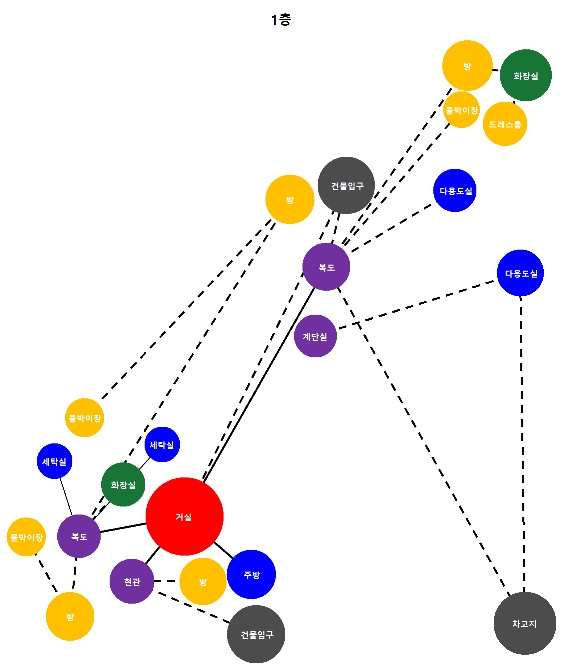 1층
방
화장실
붙박이장
드레스룸
건물입구
다용도실
방
복도
다용도실
계단실
붙박이장
세탁실
세탁실
화장실
거실
붙박이장
복도
주방
현관
방
방
차고지
건물입구